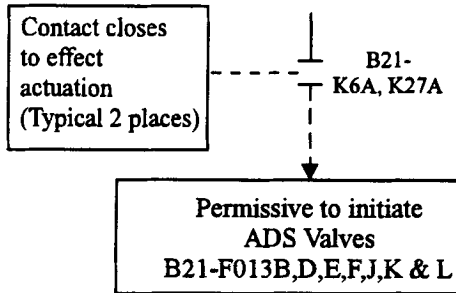 Contact closes
to effect
actuation
(Typical 2 places)
B21-
K6A, K27A
Permissive to initiate
ADS Valves
B21-F013B,D,E,F,J,K & L